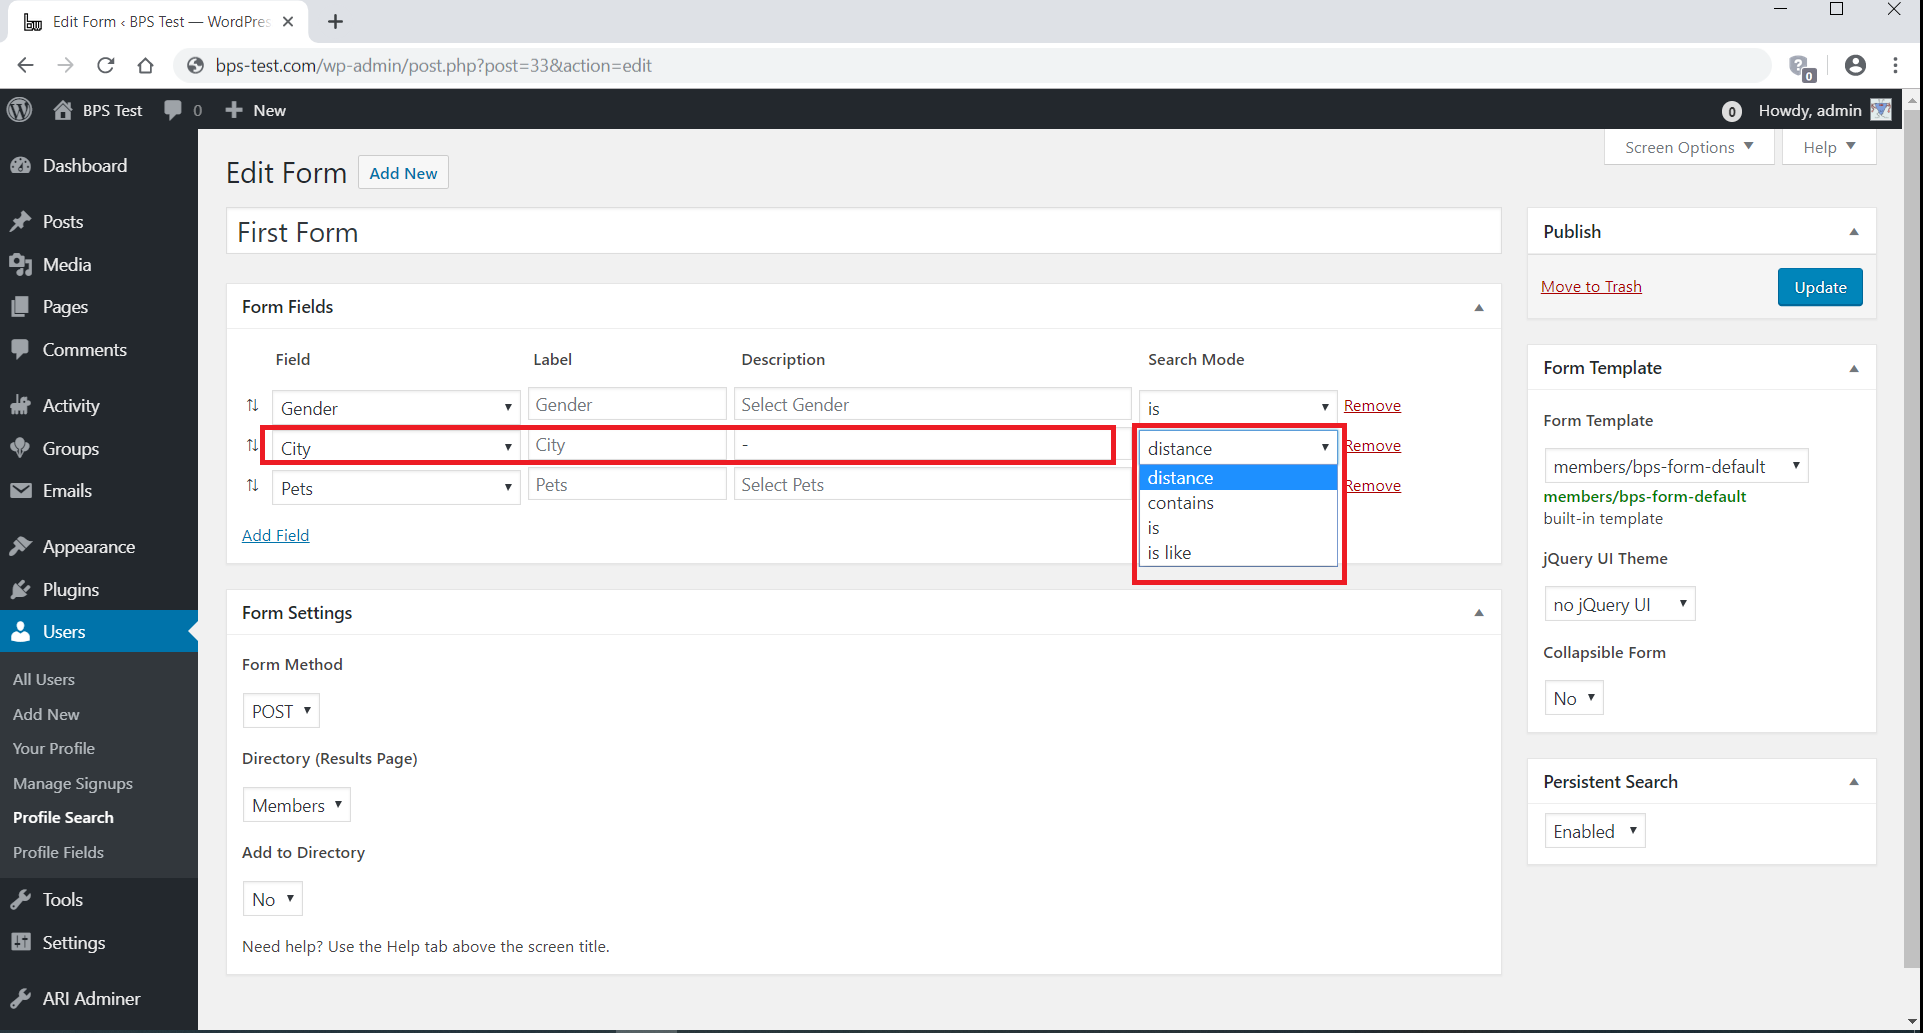 Edit Form ‹ BPS Test — WordPres
bps-test.com/wp-admin/post.php?post=33&action=edit
0
BPS Test
0
New
0
Howdy, admin
Screen Options
Help
Dashboard
Posts
Media
Pages
Comments
Activity
Groups
Emails
Appearance
Plugins
Users
All Users
Add New
Your Profile
Manage Signups
Profile Search
Profile Fields
Tools
Settings
ARI Adminer
Edit Form
Add New
First Form
Form Fields
Field Label Description Search Mode
Gender Gender Select Gender is Remove
City City - distance Remove
Pets Pets Select Pets Remove
distance
contains
is
is like
Add Field
Form Settings
Form Method
POST
Directory (Results Page)
Members
Add to Directory
No
Need help? Use the Help tab above the screen title.
Publish
Move to Trash
Update
Form Template
Form Template
members/bps-form-default
members/bps-form-default
built-in template
jQuery UI Theme
no jQuery UI
Collapsible Form
No
Persistent Search
Enabled